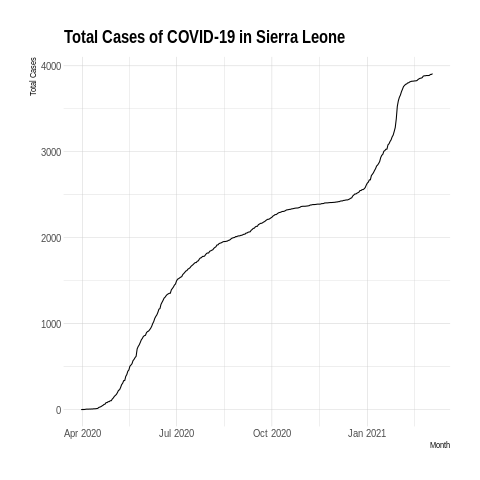 Total Cases of COVID-19 in Sierra Leone
Total Cases
4000
3000
2000
1000
0
Apr 2020 Jul 2020 Oct 2020 Jan 2021
Month